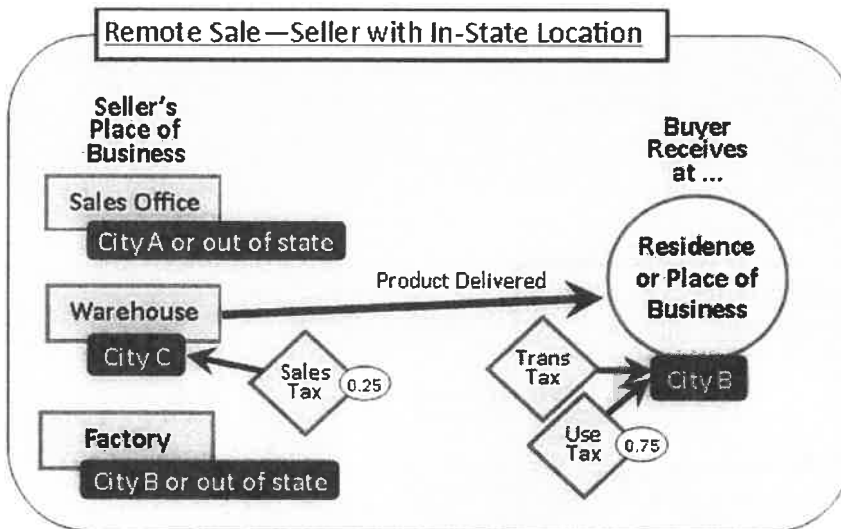 Remote Sale—Seller with In-State Location
Seller's
Place of
Business
Sales Office
City A or out of state
Warehouse
City C
Sales
Tax
0.25
Factory
City B or out of state
Product Delivered
Buyer
Receives
at ...
Residence
or Place of
Business
City B
Trans
Tax
Use
Tax
0.75